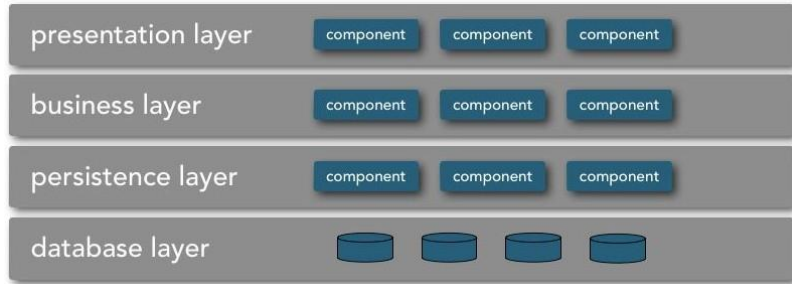 presentation layer component component component
business layer component component component
persistence layer component component component
database layer